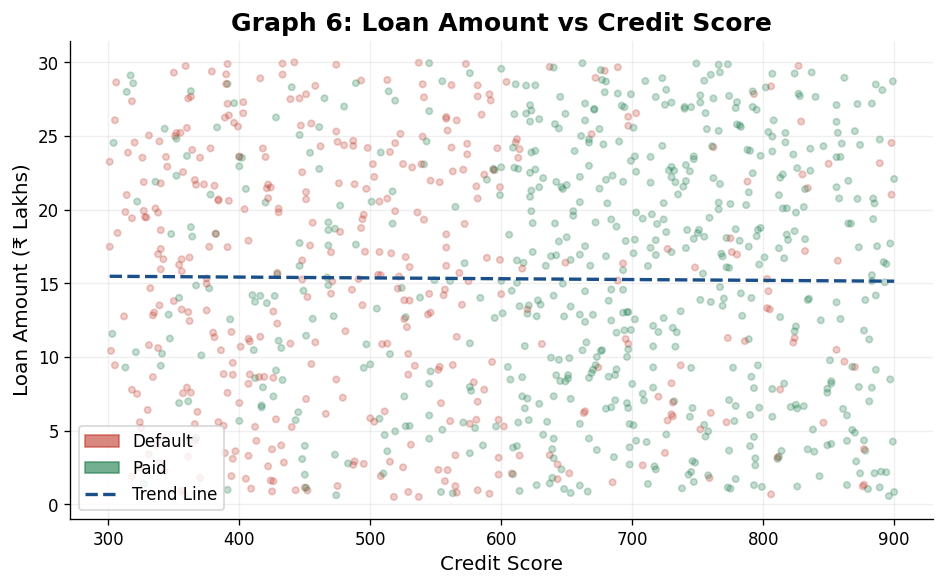 Graph 6: Loan Amount vs Credit Score
Loan Amount (₹ Lakhs)
30
25
20
15
10
5
0
Default
Paid
Trend Line
300 400 500 600 700 800 900
Credit Score